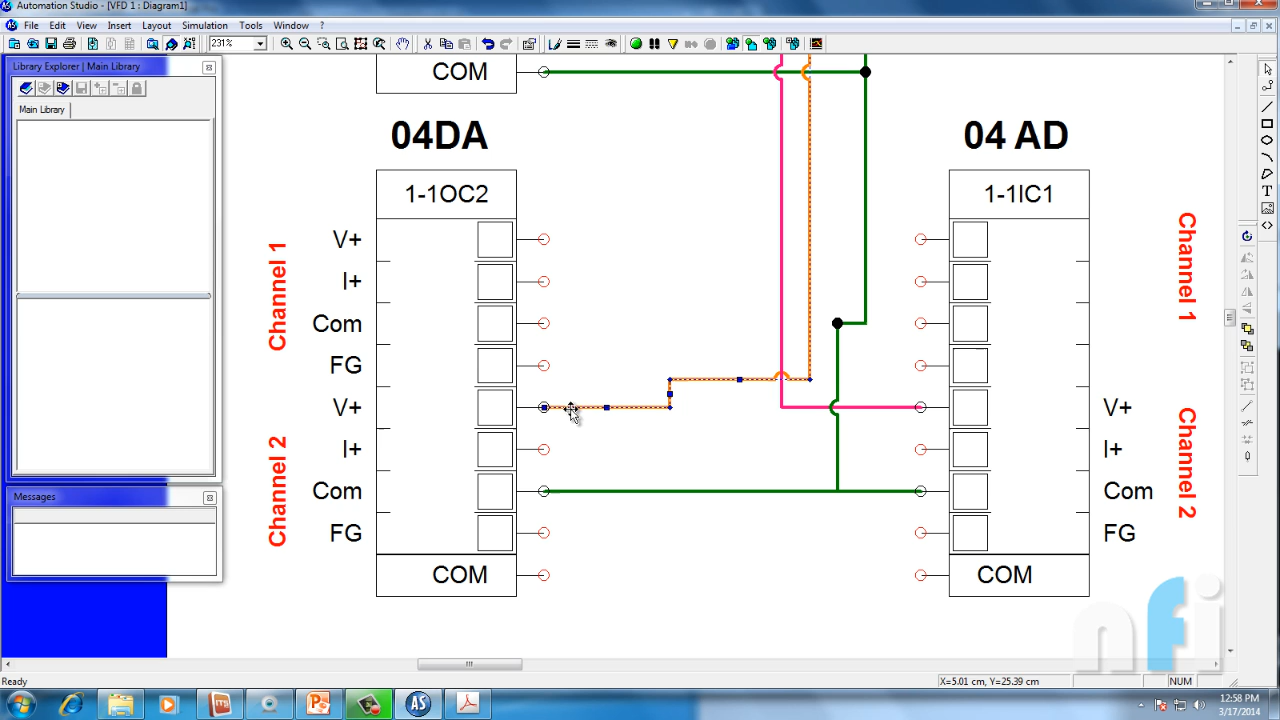 Automation Studio - [VFD 1 : Diagram1]
File Edit View Insert Layout Simulation Tools Window ?
231%
Library Explorer | Main Library
Main Library
Messages
COM
04DA
1-1OC2
Channel 1
V+
I+
Com
FG
Channel 2
V+
I+
Com
FG
COM
04 AD
1-1IC1
Channel 1
Channel 2
V+
I+
Com
FG
COM
nfi
Ready
X=5.01 cm, Y=25.39 cm
NUM
12:58 PM
3/17/2014